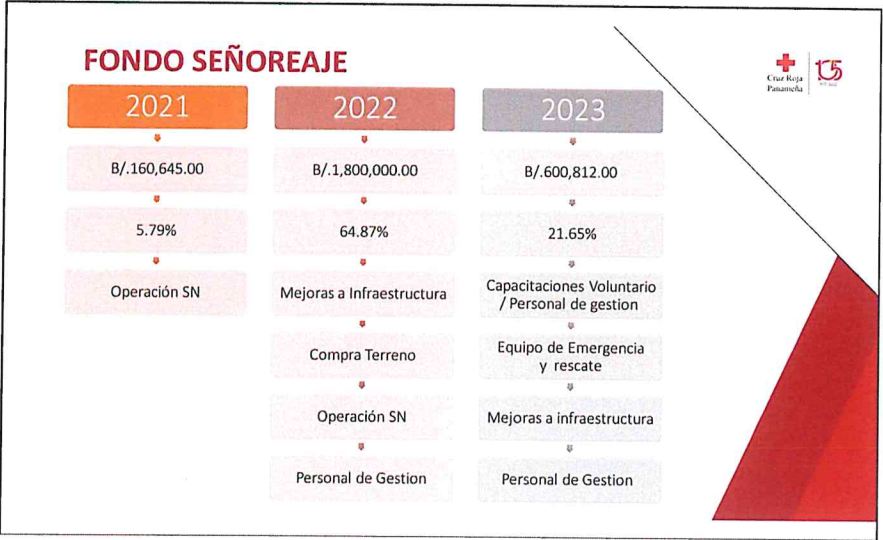 FONDO SEÑOREAJE
Cruz Roja
Panameña
105
2021
B/.160,645.00
5.79%
Operación SN
2022
B/.1,800,000.00
64.87%
Mejoras a Infraestructura
Compra Terreno
Operación SN
Personal de Gestion
2023
B/.600,812.00
21.65%
Capacitaciones Voluntario
/ Personal de gestion
Equipo de Emergencia
y rescate
Mejoras a infraestructura
Personal de Gestion